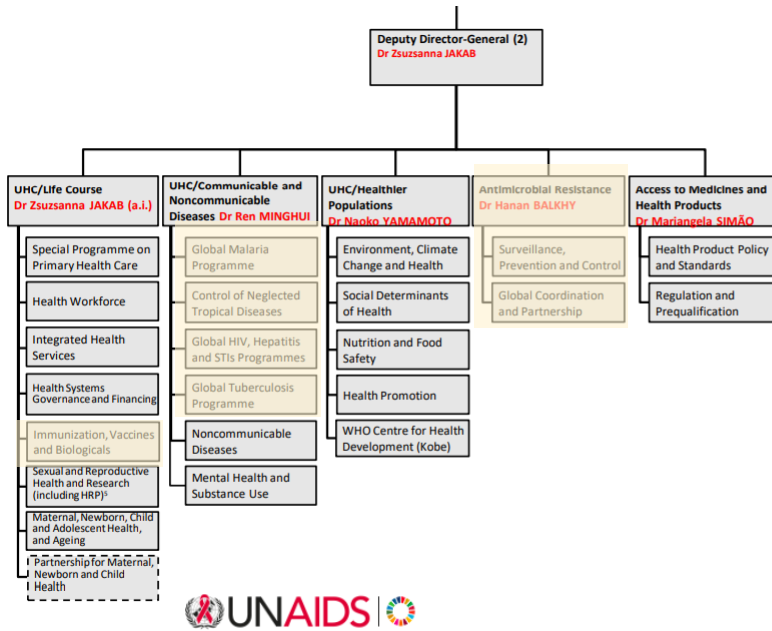 Deputy Director-General (2)
Dr Zsuzsanna JAKAB
UHC/Life Course
Dr Zsuzsanna JAKAB (a.i.)
Special Programme on
Primary Health Care
Health Workforce
Integrated Health
Services
Health Systems
Governance and Financing
Immunization, Vaccines
and Biologicals
Sexual and Reproductive
Health and Research
(including HRP)⁵
Maternal, Newborn, Child
and Adolescent Health,
and Ageing
Partnership for Maternal,
Newborn and Child
Health
UHC/Communicable and
Noncommunicable
Diseases Dr Ren MINGHUI
Global Malaria
Programme
Control of Neglected
Tropical Diseases
Global HIV, Hepatitis
and STIs Programmes
Global Tuberculosis
Programme
Noncommunicable
Diseases
Mental Health and
Substance Use
UHC/Healthier
Populations
Dr Naoko YAMAMOTO
Environment, Climate
Change and Health
Social Determinants
of Health
Nutrition and Food
Safety
Health Promotion
WHO Centre for Health
Development (Kobe)
Antimicrobial Resistance
Dr Hanan BALKHY
Surveillance,
Prevention and Control
Global Coordination
and Partnership
Access to Medicines and
Health Products
Dr Mariangela SIMÃO
Health Product Policy
and Standards
Regulation and
Prequalification
UNAIDS